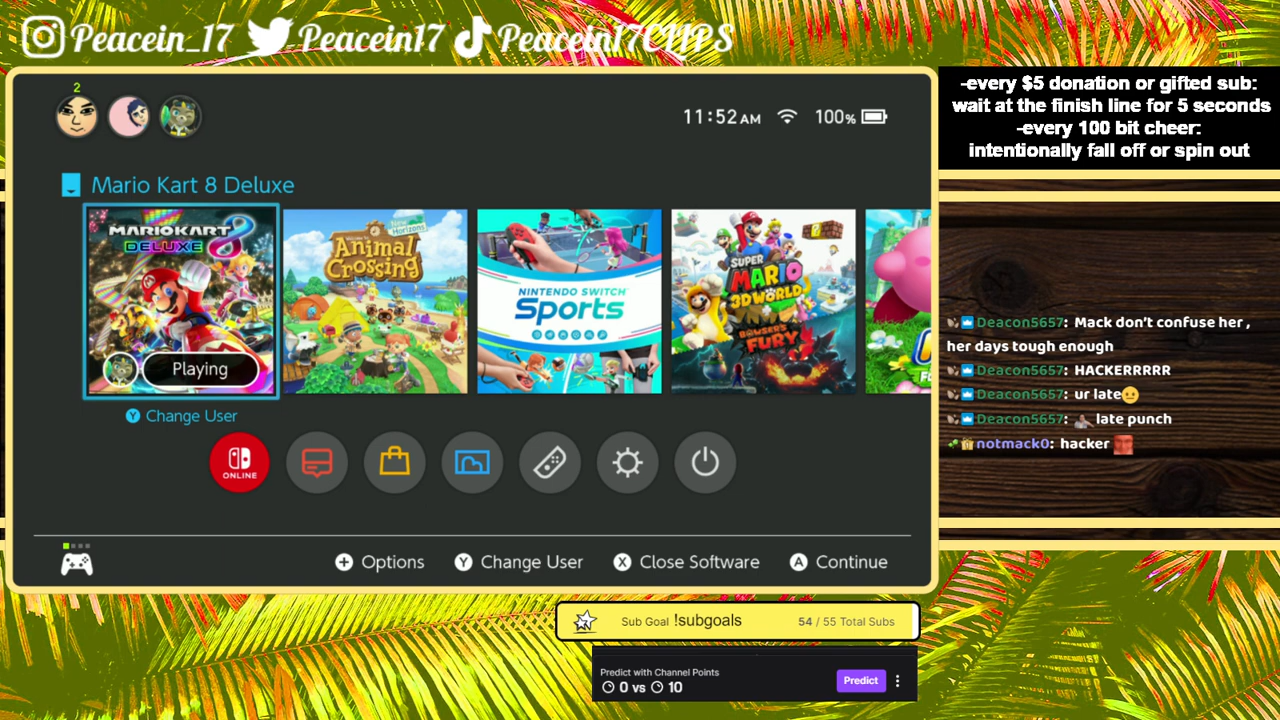 Peacein_17 Peacein17 Peacein17ClIPS
-every $5 donation or gifted sub:
wait at the finish line for 5 seconds
-every 100 bit cheer:
intentionally fall off or spin out
2
11:52 AM 100%
Mario Kart 8 Deluxe
MARIOKART 8
DELUXE
Playing
New Horizons
Animal
Crossing
NINTENDO SWITCH
Sports
SUPER
MARIO
3D WORLD
BOWSER'S
FURY
Y Change User
ONLINE
+ Options Y Change User X Close Software A Continue
Deacon5657: Mack don't confuse her ,
her days tough enough
Deacon5657: HACKERRRRR
Deacon5657: ur late
Deacon5657: late punch
notmack0: hacker
Sub Goal !subgoals 54 / 55 Total Subs
Predict with Channel Points
0 vs 10
Predict